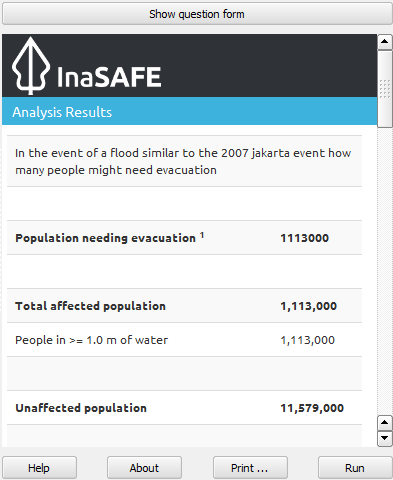 Show question form
InaSAFE
Analysis Results
In the event of a flood similar to the 2007 jakarta event how
many people might need evacuation
Population needing evacuation 1 1113000
Total affected population 1,113,000
People in >= 1.0 m of water 1,113,000
Unaffected population 11,579,000
Help About Print ... Run